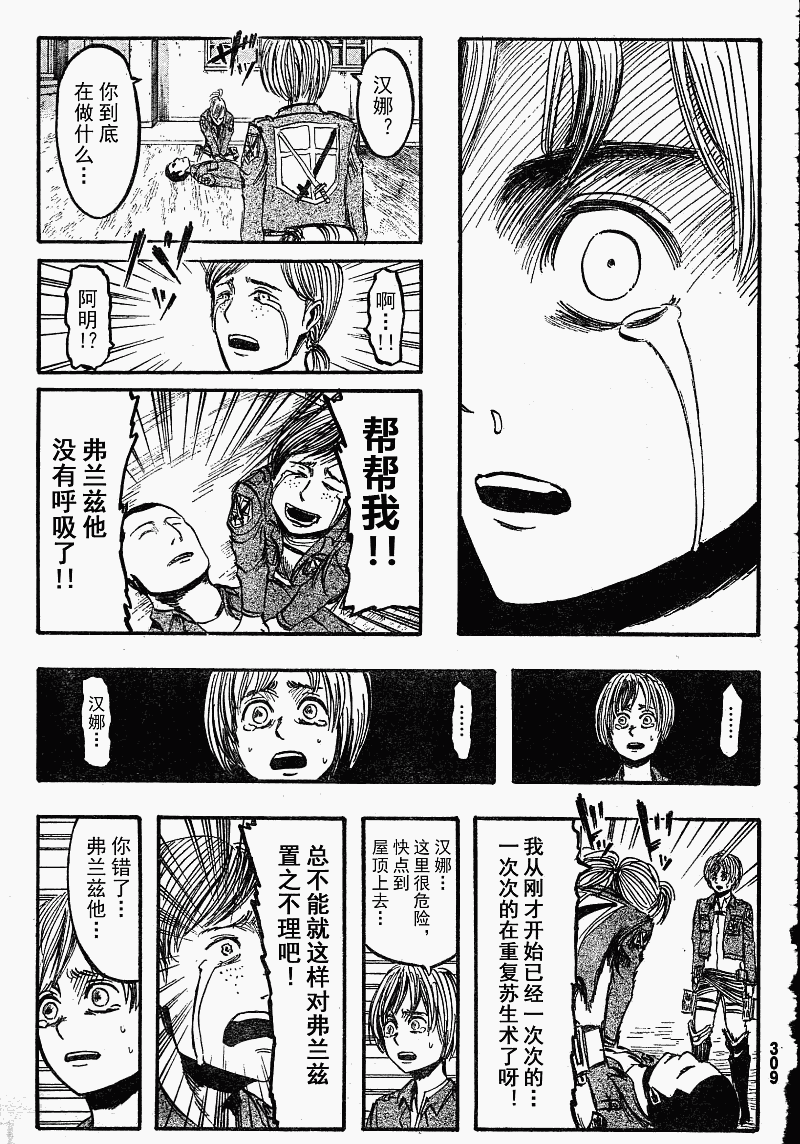 汉娜？
你到底
在做什么…
啊…!!
阿明!?
帮帮我!!
弗兰兹他
没有呼吸了!!
……
……
汉娜…
我从刚才开始已经一次次的…
一次次的在重复苏生术了呀！
汉娜…
这里很危险，
快点到
屋顶上去…
总不能就这样对弗兰兹
置之不理吧！
你错了…
弗兰兹他…
309